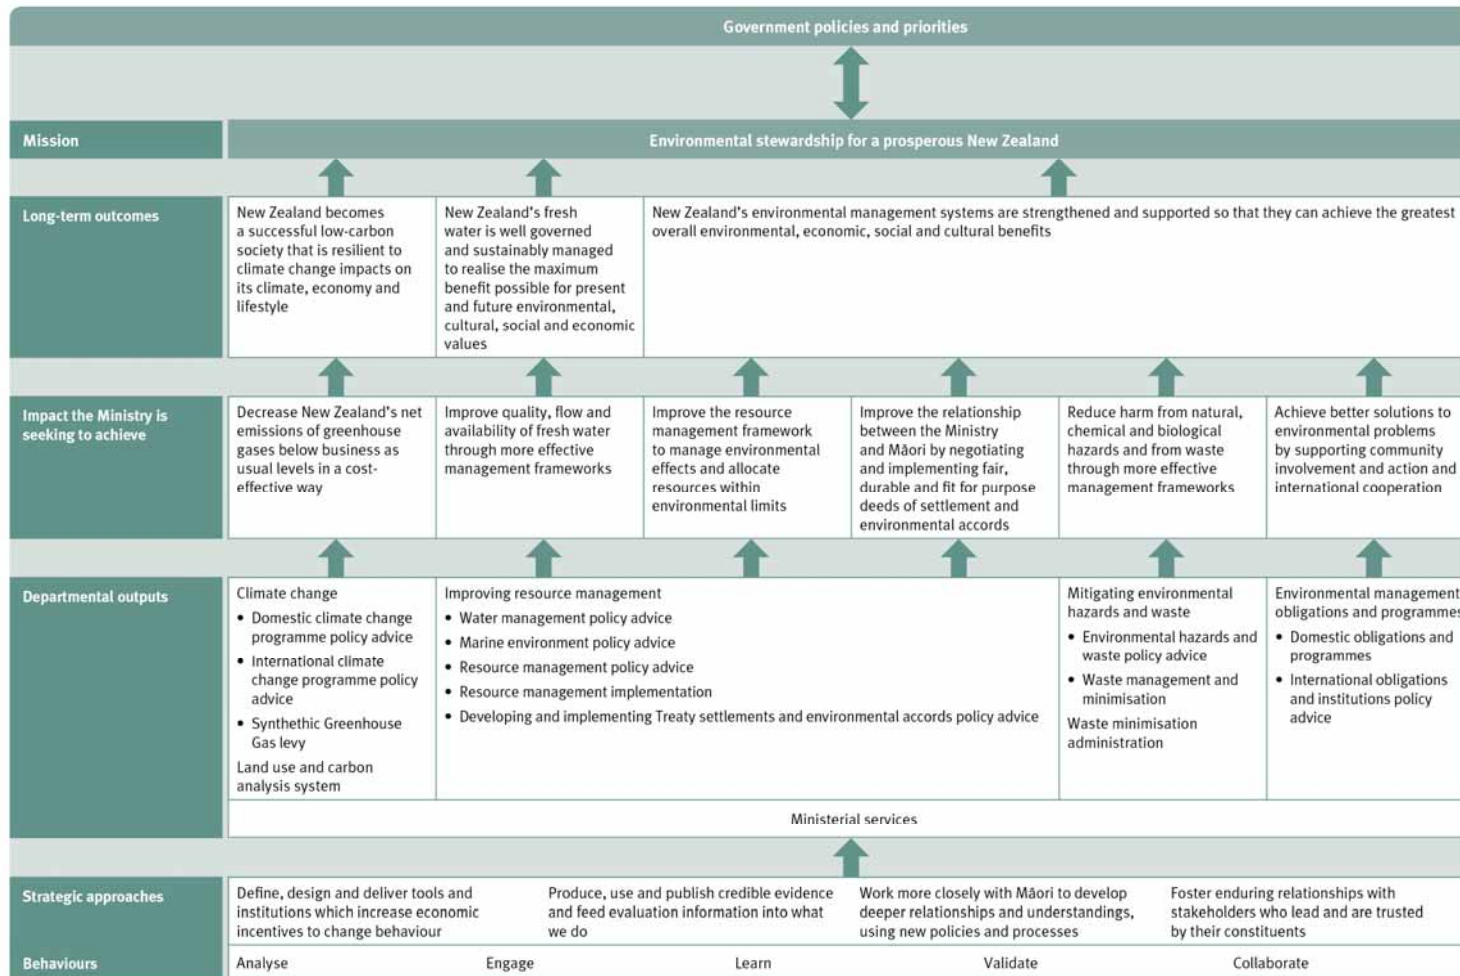 Government policies and priorities
Mission
Environmental stewardship for a prosperous New Zealand
Long-term outcomes
New Zealand becomes
a successful low-carbon
society that is resilient to
climate change impacts on
its climate, economy and
lifestyle
New Zealand's fresh
water is well governed
and sustainably managed
to realise the maximum
benefit possible for present
and future environmental,
cultural, social and economic
values
New Zealand's environmental management systems are strengthened and supported so that they can achieve the greatest
overall environmental, economic, social and cultural benefits
Impact the Ministry is
seeking to achieve
Decrease New Zealand's net
emissions of greenhouse
gases below business as
usual levels in a cost-
effective way
Improve quality, flow and
availability of fresh water
through more effective
management frameworks
Improve the resource
management framework
to manage environmental
effects and allocate
resources within
environmental limits
Improve the relationship
between the Ministry
and Māori by negotiating
and implementing fair,
durable and fit for purpose
deeds of settlement and
environmental accords
Reduce harm from natural,
chemical and biological
hazards and from waste
through more effective
management frameworks
Achieve better solutions to
environmental problems
by supporting community
involvement and action and
international cooperation
Departmental outputs
Climate change
• Domestic climate change
programme policy advice
• International climate
change programme policy
advice
• Synthethic Greenhouse
Gas levy
Land use and carbon
analysis system
Improving resource management
• Water management policy advice
• Marine environment policy advice
• Resource management policy advice
• Resource management implementation
• Developing and implementing Treaty settlements and environmental accords policy advice
Mitigating environmental
hazards and waste
• Environmental hazards and
waste policy advice
• Waste management and
minimisation
Waste minimisation
administration
Environmental management
obligations and programmes
• Domestic obligations and
programmes
• International obligations
and institutions policy
advice
Ministerial services
Strategic approaches
Define, design and deliver tools and
institutions which increase economic
incentives to change behaviour
Produce, use and publish credible evidence
and feed evaluation information into what
we do
Work more closely with Māori to develop
deeper relationships and understandings,
using new policies and processes
Foster enduring relationships with
stakeholders who lead and are trusted
by their constituents
Behaviours
Analyse
Engage
Learn
Validate
Collaborate